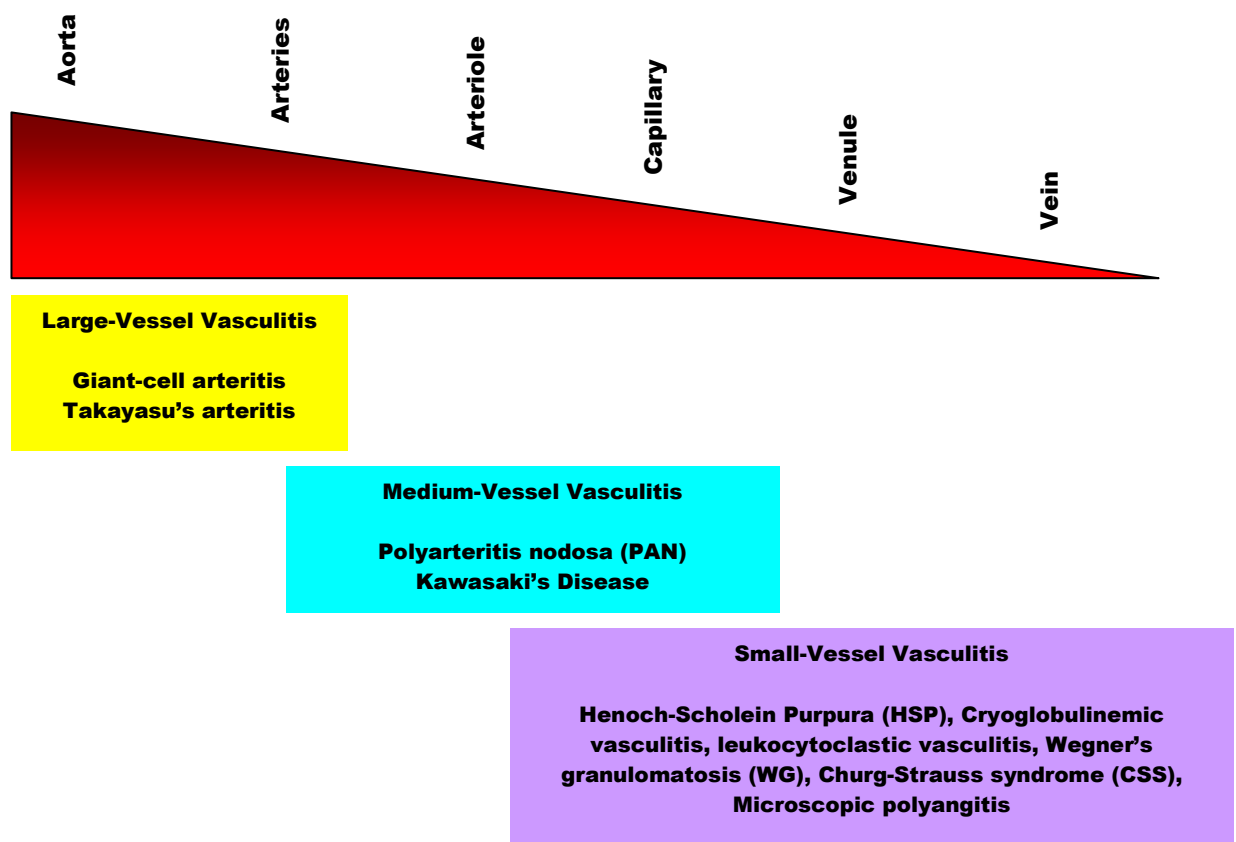 Aorta
Arteries
Arteriole
Capillary
Venule
Vein
Large-Vessel Vasculitis
Giant-cell arteritis
Takayasu's arteritis
Medium-Vessel Vasculitis
Polyarteritis nodosa (PAN)
Kawasaki's Disease
Small-Vessel Vasculitis
Henoch-Scholein Purpura (HSP), Cryoglobulinemic
vasculitis, leukocytoclastic vasculitis, Wegner's
granulomatosis (WG), Churg-Strauss syndrome (CSS),
Microscopic polyangitis